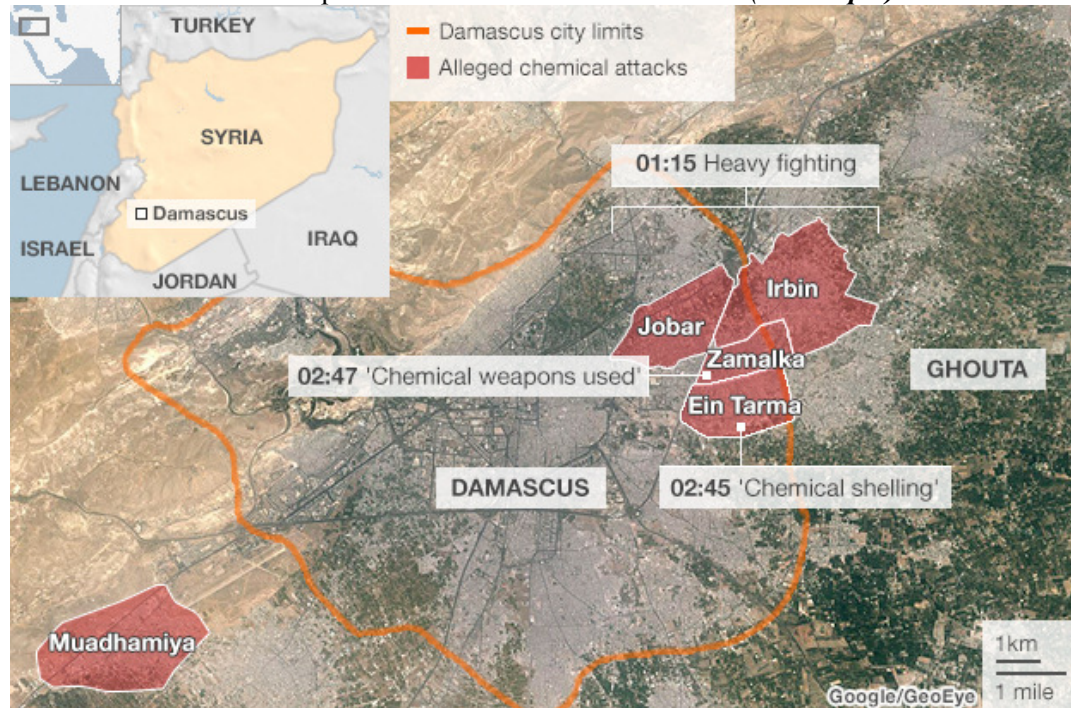 TURKEY
SYRIA
LEBANON
Damascus
ISRAEL
IRAQ
JORDAN
Damascus city limits
Alleged chemical attacks
01:15 Heavy fighting
Irbin
Jobar
Zamalka
02:47 'Chemical weapons used'
GHOUTA
Ein Tarma
DAMASCUS
02:45 'Chemical shelling'
Muadhamiya
1km
1 mile
Google/GeoEye